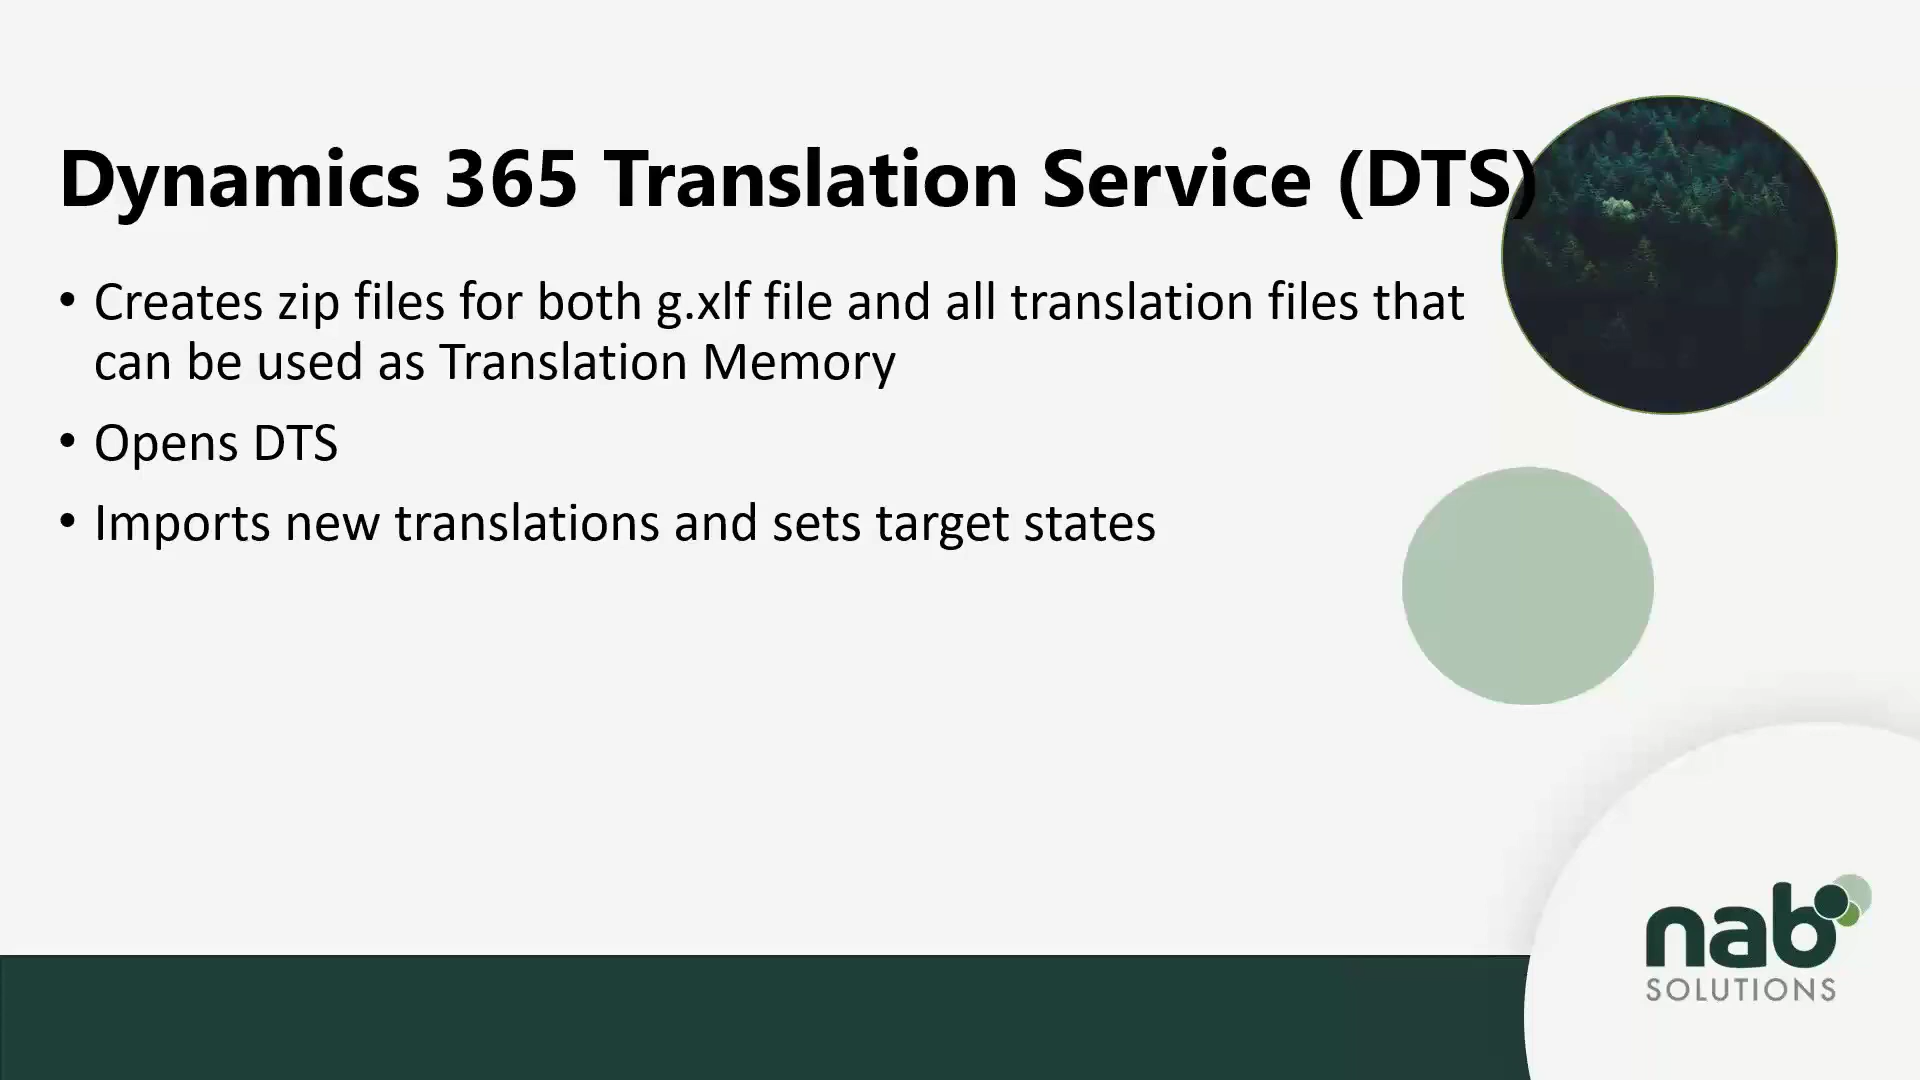 Dynamics 365 Translation Service (DTS)
• Creates zip files for both g.xlf file and all translation files that
can be used as Translation Memory
• Opens DTS
• Imports new translations and sets target states
nab
SOLUTIONS